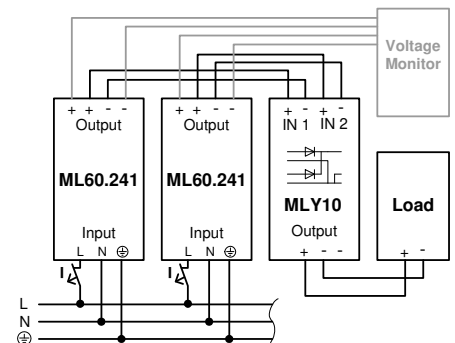 Voltage
Monitor
+ + - -
Output
ML60.241
Input
L N ⏚
I
+ + - -
Output
ML60.241
Input
L N ⏚
I
+ - + -
IN 1 IN 2
MLY10
Output
+ - -
Load
+ -
L
N
⏚